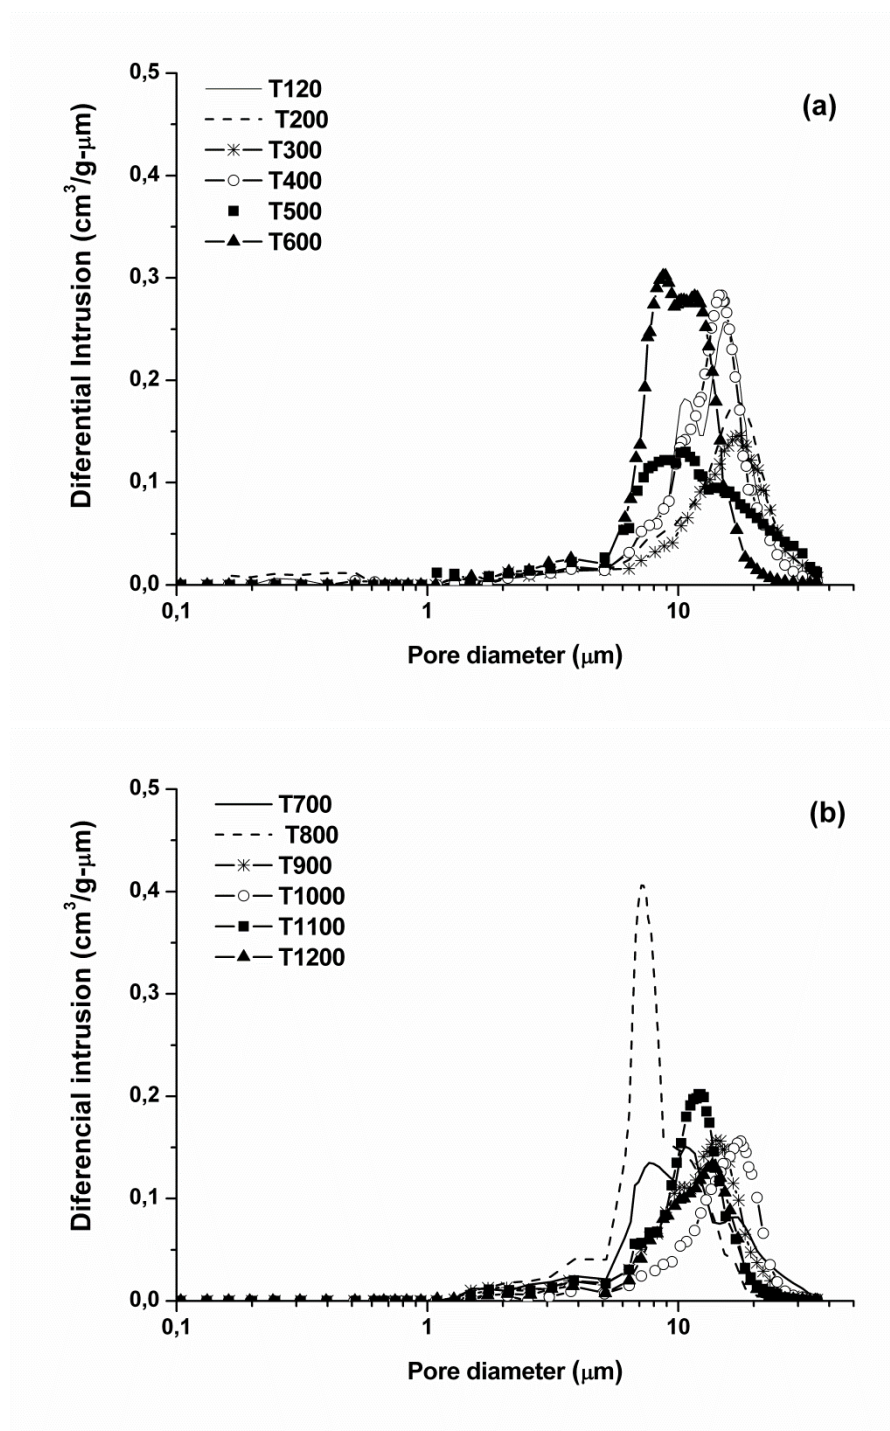 (a)
T120
T200
T300
T400
T500
T600
Diferential Intrusion (cm³/g-μm)
0,5
0,4
0,3
0,2
0,1
0,0
0,1
1
10
Pore diameter (μm)
(b)
T700
T800
T900
T1000
T1100
T1200
Diferencial intrusion (cm³/g-μm)
0,5
0,4
0,3
0,2
0,1
0,0
0,1
1
10
Pore diameter (μm)